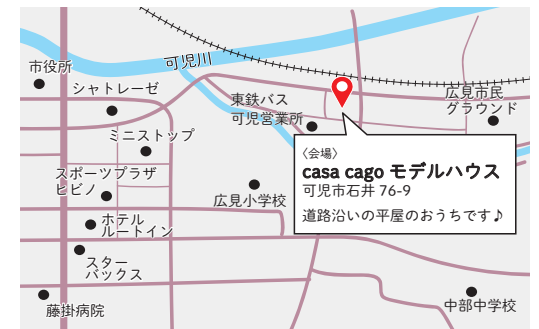 可児川
市役所
シャトレーゼ
東鉄バス
可児営業所
広見市民
グラウンド
ミニストップ
〈会場〉
casa cago モデルハウス
可児市石井 76-9
道路沿いの平屋のおうちです♪
スポーツプラザ
ヒビノ
広見小学校
ホテル
ルートイン
スター
バックス
藤掛病院
中部中学校